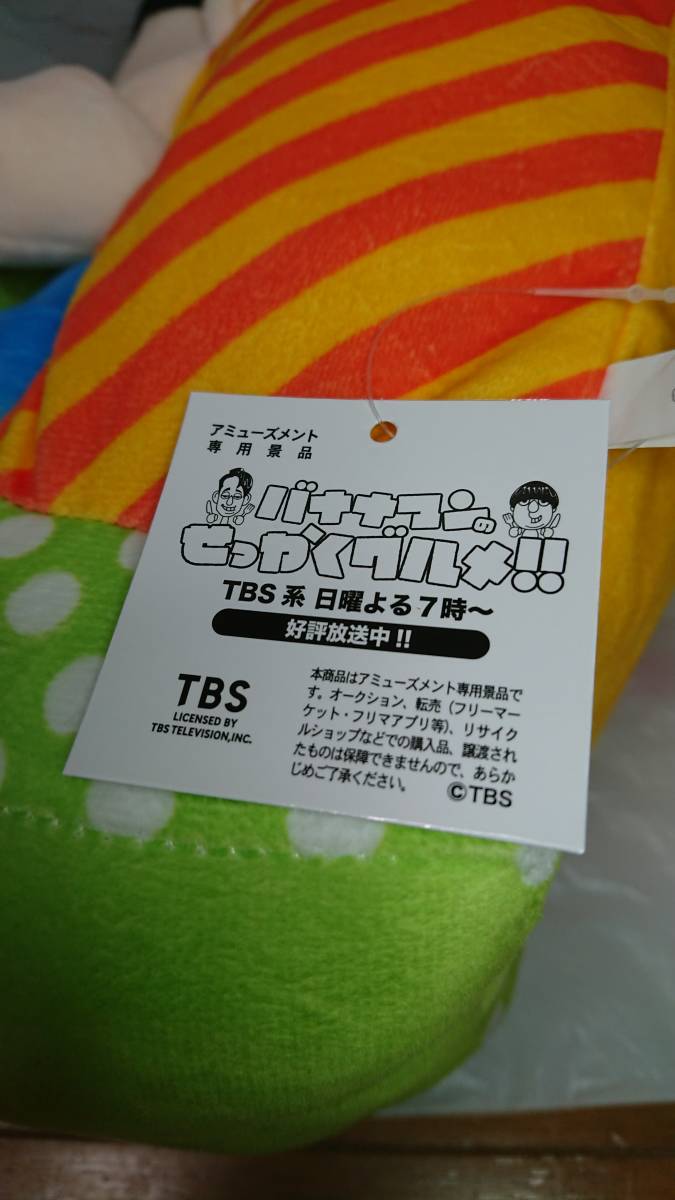 アミューズメント
専用景品
バナナマンの
せっかくグルメ!!
TBS系 日曜よる7時~
好評放送中!!
TBS
LICENSED BY
TBS TELEVISION,INC.
本商品はアミューズメント専用景品で
す。オークション、転売(フリーマー
ケット・フリマアプリ等)、リサイク
ルショップなどでの購入品、譲渡され
たものは保障できませんので、あらか
じめご了承ください。
©TBS